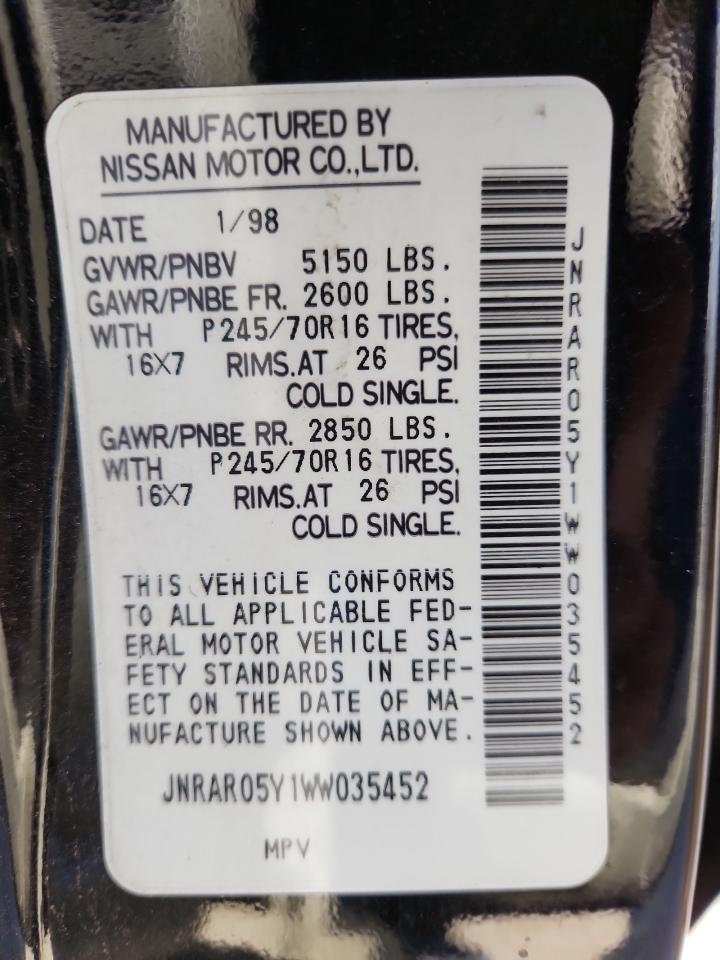 MANUFACTURED BY
NISSAN MOTOR CO.,LTD.
DATE 1/98
GVWR/PNBV 5150 LBS.
GAWR/PNBE FR. 2600 LBS.
WITH P245/70R16 TIRES,
16X7 RIMS.AT 26 PSI
COLD SINGLE.
GAWR/PNBE RR. 2850 LBS.
WITH P245/70R16 TIRES,
16X7 RIMS.AT 26 PSI
COLD SINGLE.
THIS VEHICLE CONFORMS
TO ALL APPLICABLE FED-
ERAL MOTOR VEHICLE SA-
FETY STANDARDS IN EFF-
ECT ON THE DATE OF MA-
NUFACTURE SHOWN ABOVE.
JNRAR05Y1WW035452
MPV
JNRAR05Y1WW035452